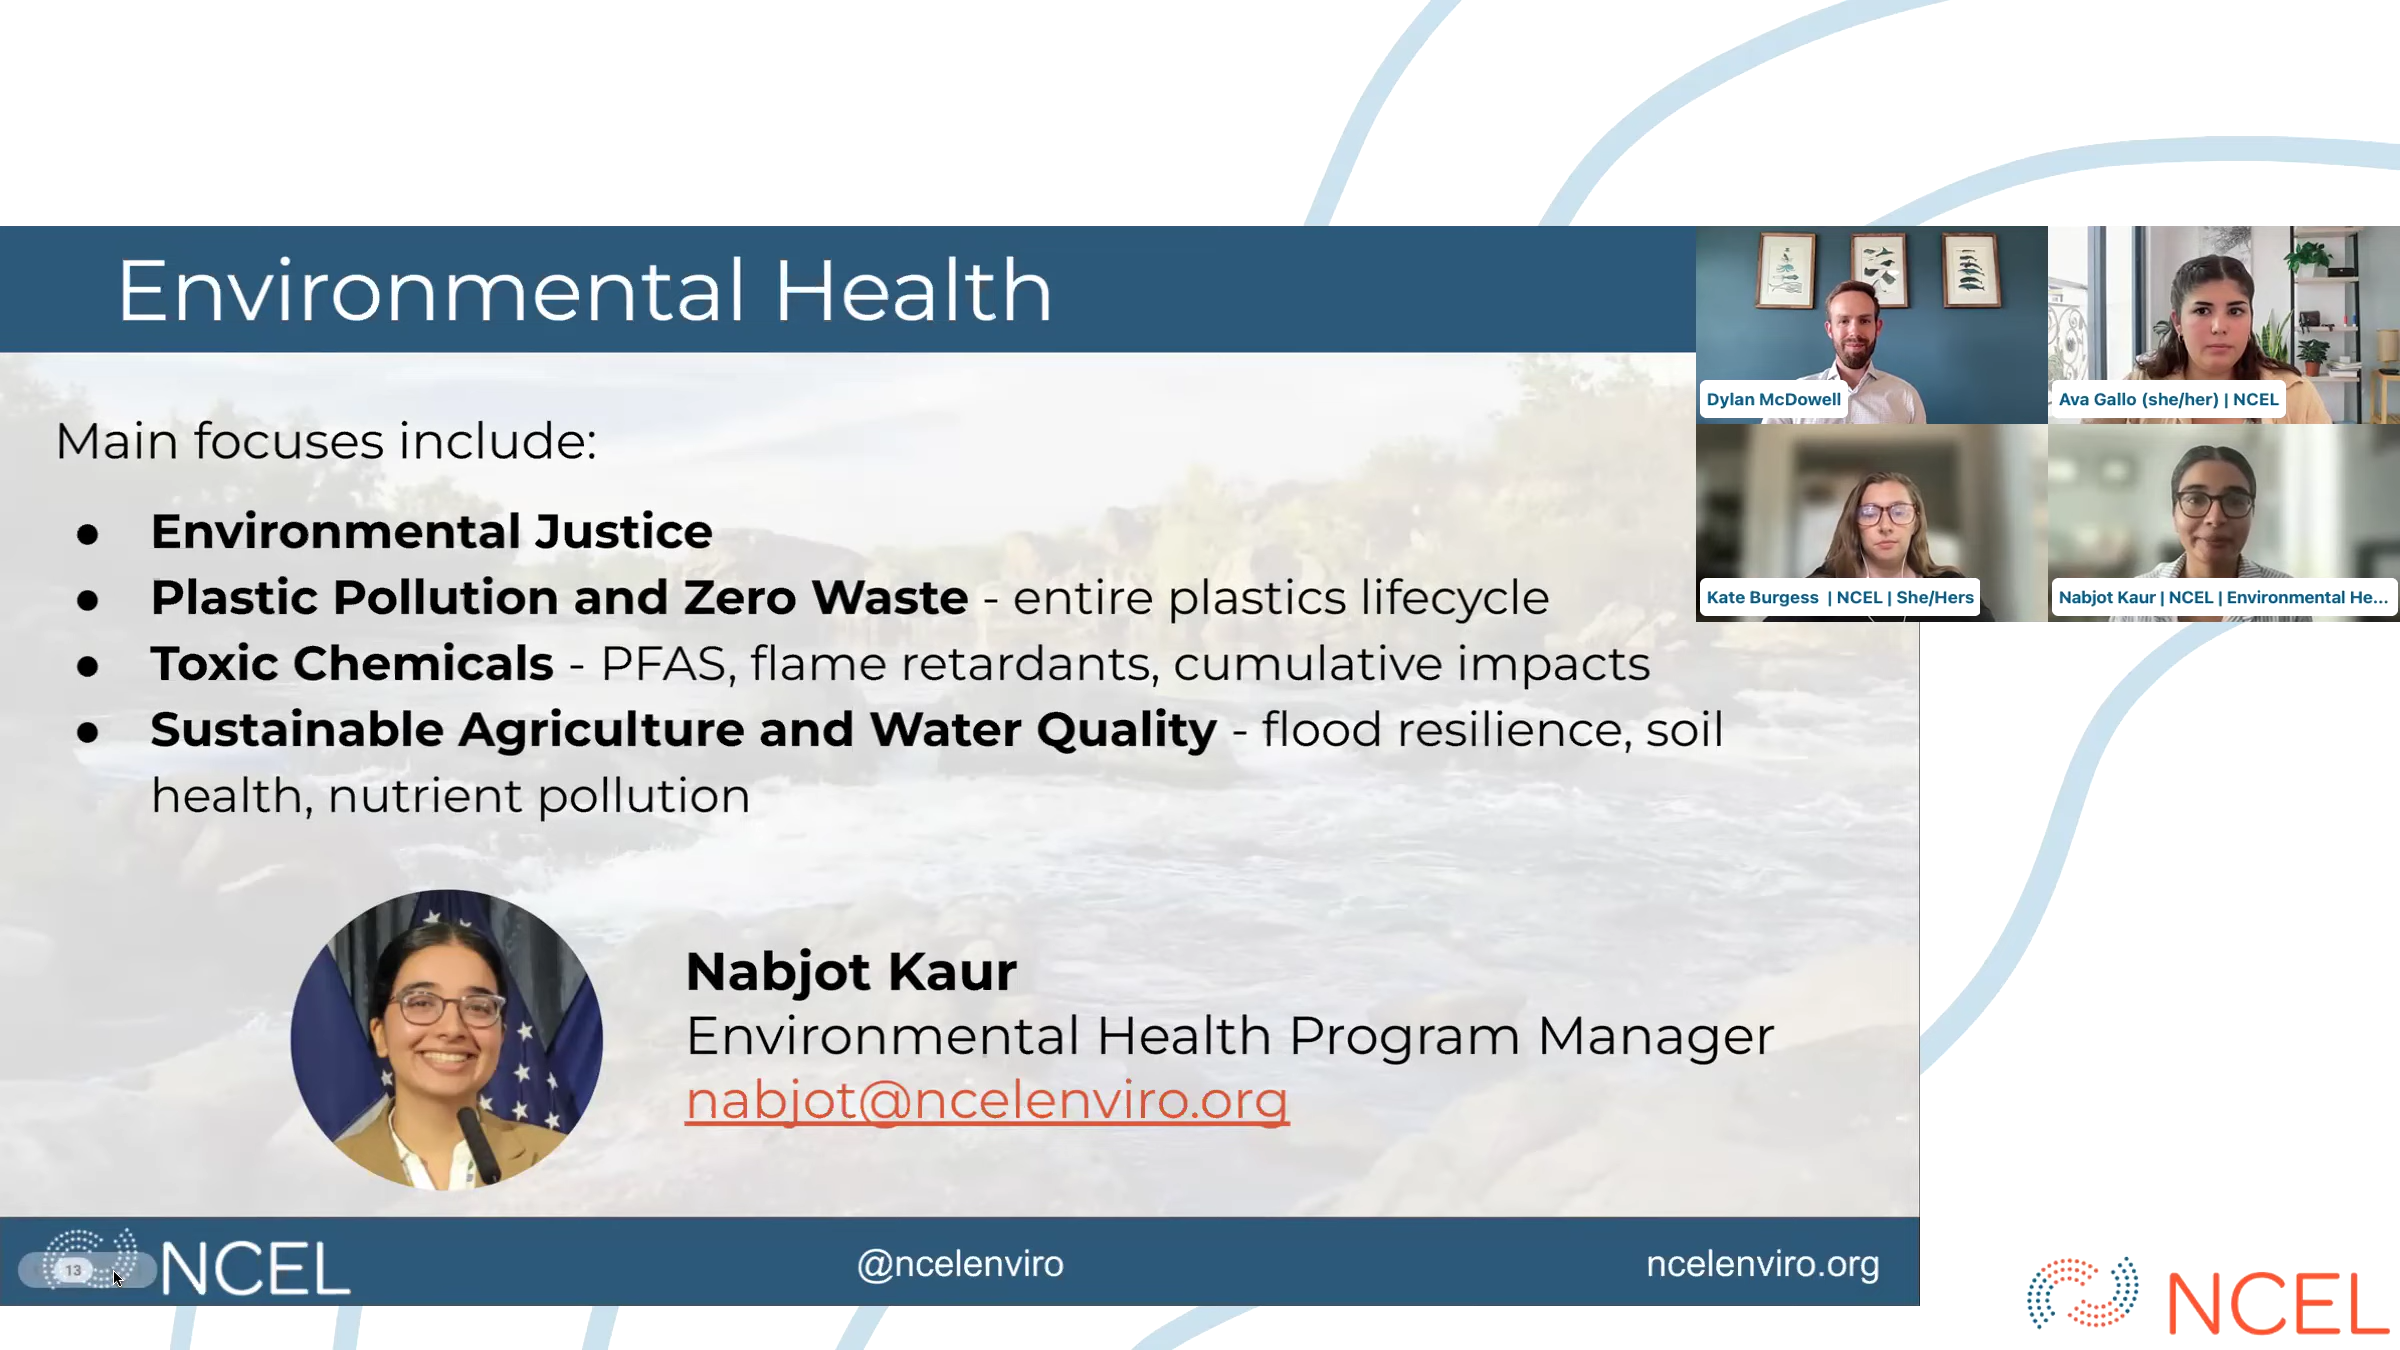 Environmental Health
Main focuses include:
● Environmental Justice
● Plastic Pollution and Zero Waste - entire plastics lifecycle
● Toxic Chemicals - PFAS, flame retardants, cumulative impacts
● Sustainable Agriculture and Water Quality - flood resilience, soil
health, nutrient pollution
Nabjot Kaur
Environmental Health Program Manager
nabjot@ncelenviro.org
13
NCEL
@ncelenviro
ncelenviro.org
Dylan McDowell
Ava Gallo (she/her) | NCEL
Kate Burgess | NCEL | She/Hers
Nabjot Kaur | NCEL | Environmental He...
NCEL